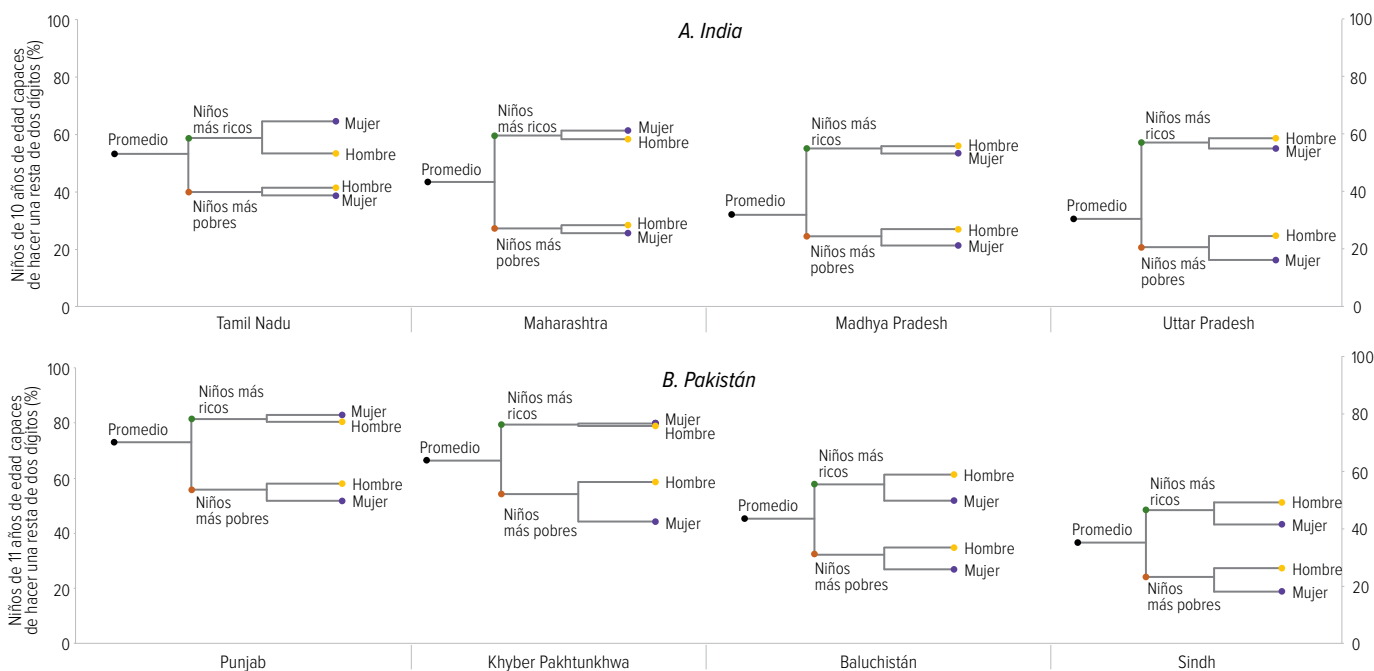 A. India
Niños de 10 años de edad capaces
de hacer una resta de dos dígitos (%)
100
80
60
40
20
0
Promedio
Niños
más ricos
Mujer
Hombre
Niños más
pobres
Hombre
Mujer
Tamil Nadu
Promedio
Niños
más ricos
Mujer
Hombre
Niños más
pobres
Hombre
Mujer
Maharashtra
Promedio
Niños más
ricos
Hombre
Mujer
Niños más
pobres
Hombre
Mujer
Madhya Pradesh
Promedio
Niños más
ricos
Hombre
Mujer
Niños más
pobres
Hombre
Mujer
Uttar Pradesh
100
80
60
40
20
0
B. Pakistán
Niños de 11 años de edad capaces
de hacer una resta de dos dígitos (%)
100
80
60
40
20
0
Promedio
Niños más
ricos
Mujer
Hombre
Niños
más pobres
Hombre
Mujer
Punjab
Promedio
Niños más
ricos
Mujer
Hombre
Niños
más pobres
Hombre
Mujer
Khyber Pakhtunkhwa
Promedio
Niños más
ricos
Hombre
Mujer
Niños
más pobres
Hombre
Mujer
Baluchistán
Promedio
Niños más
ricos
Hombre
Mujer
Niños
más pobres
Hombre
Mujer
Sindh
100
80
60
40
20
0